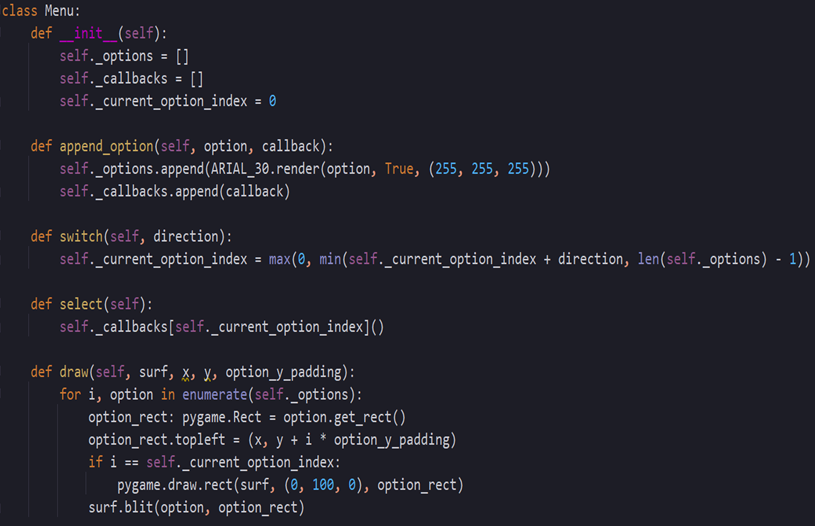 class Menu:
    def __init__(self):
        self._options = []
        self._callbacks = []
        self._current_option_index = 0

    def append_option(self, option, callback):
        self._options.append(ARIAL_30.render(option, True, (255, 255, 255)))
        self._callbacks.append(callback)

    def switch(self, direction):
        self._current_option_index = max(0, min(self._current_option_index + direction, len(self._options) - 1))

    def select(self):
        self._callbacks[self._current_option_index]()

    def draw(self, surf, x, y, option_y_padding):
        for i, option in enumerate(self._options):
            option_rect: pygame.Rect = option.get_rect()
            option_rect.topleft = (x, y + i * option_y_padding)
            if i == self._current_option_index:
                pygame.draw.rect(surf, (0, 100, 0), option_rect)
            surf.blit(option, option_rect)